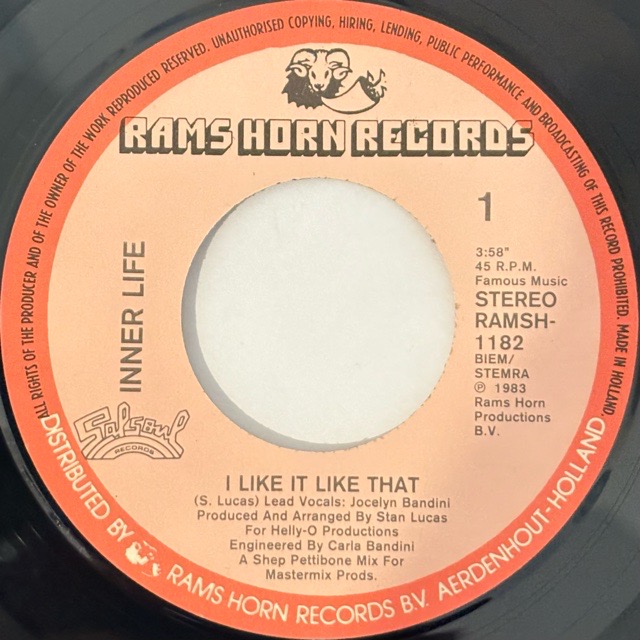 ALL RIGHTS OF THE PRODUCER AND OF THE OWNER OF THE WORK REPRODUCED RESERVED. UNAUTHORISED COPYING, HIRING, LENDING, PUBLIC PERFORMANCE AND BROADCASTING OF THIS RECORD PROHIBITED. MADE IN HOLLAND
RAMS HORN RECORDS
1
3:58"
45 R.P.M.
Famous Music
STEREO
RAMSH-
1182
BIEM/
STEMRA
℗ 1983
Rams Horn
Productions
B.V.
INNER LIFE
Salsoul
RECORDS
I LIKE IT LIKE THAT
(S. Lucas) Lead Vocals: Jocelyn Bandini
Produced And Arranged By Stan Lucas
For Helly-O Productions
Engineered By Carla Bandini
A Shep Pettibone Mix For
Mastermix Prods.
DISTRIBUTED BY RAMS HORN RECORDS B.V. AERDENHOUT-HOLLAND